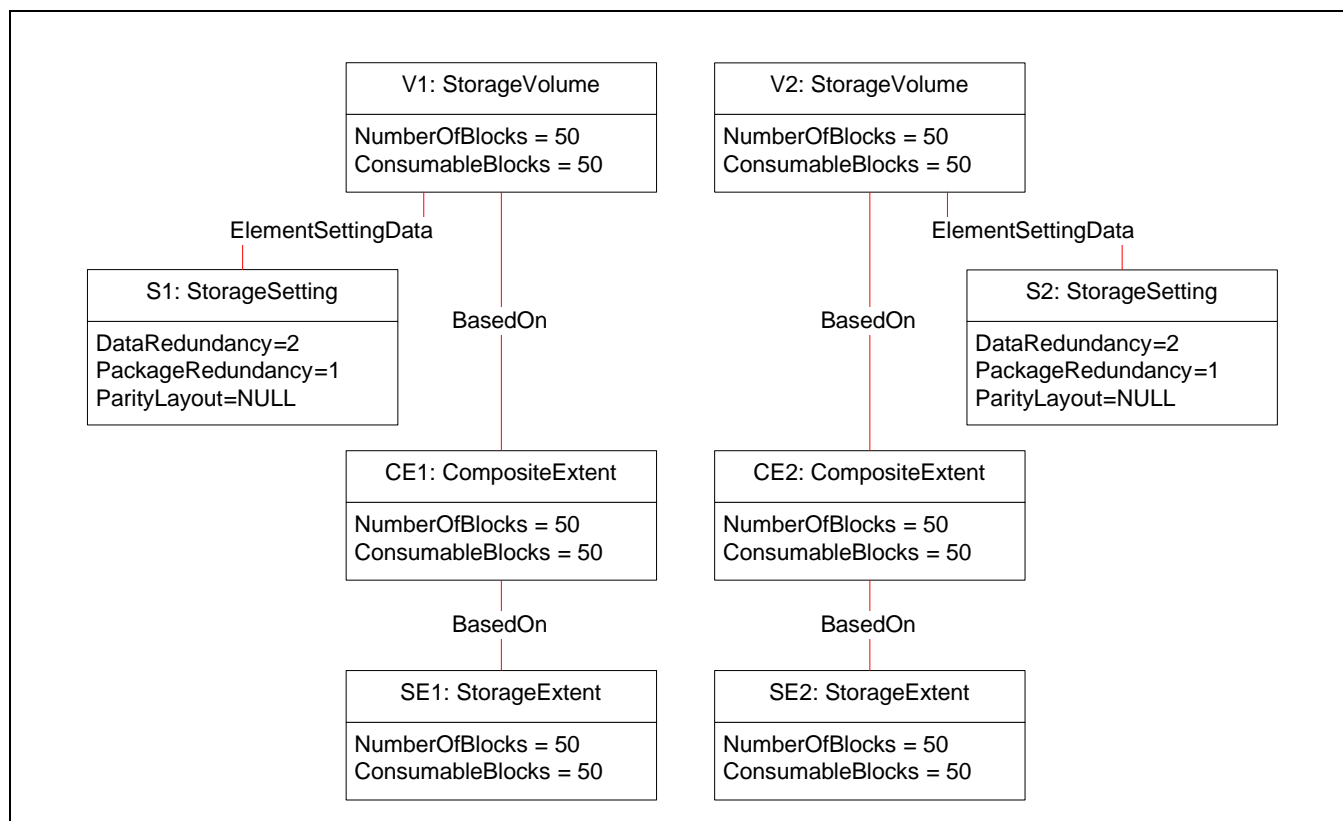 V1: StorageVolume
NumberOfBlocks = 50
ConsumableBlocks = 50
V2: StorageVolume
NumberOfBlocks = 50
ConsumableBlocks = 50
ElementSettingData
ElementSettingData
S1: StorageSetting
DataRedundancy=2
PackageRedundancy=1
ParityLayout=NULL
BasedOn
BasedOn
S2: StorageSetting
DataRedundancy=2
PackageRedundancy=1
ParityLayout=NULL
CE1: CompositeExtent
NumberOfBlocks = 50
ConsumableBlocks = 50
CE2: CompositeExtent
NumberOfBlocks = 50
ConsumableBlocks = 50
BasedOn
BasedOn
SE1: StorageExtent
NumberOfBlocks = 50
ConsumableBlocks = 50
SE2: StorageExtent
NumberOfBlocks = 50
ConsumableBlocks = 50